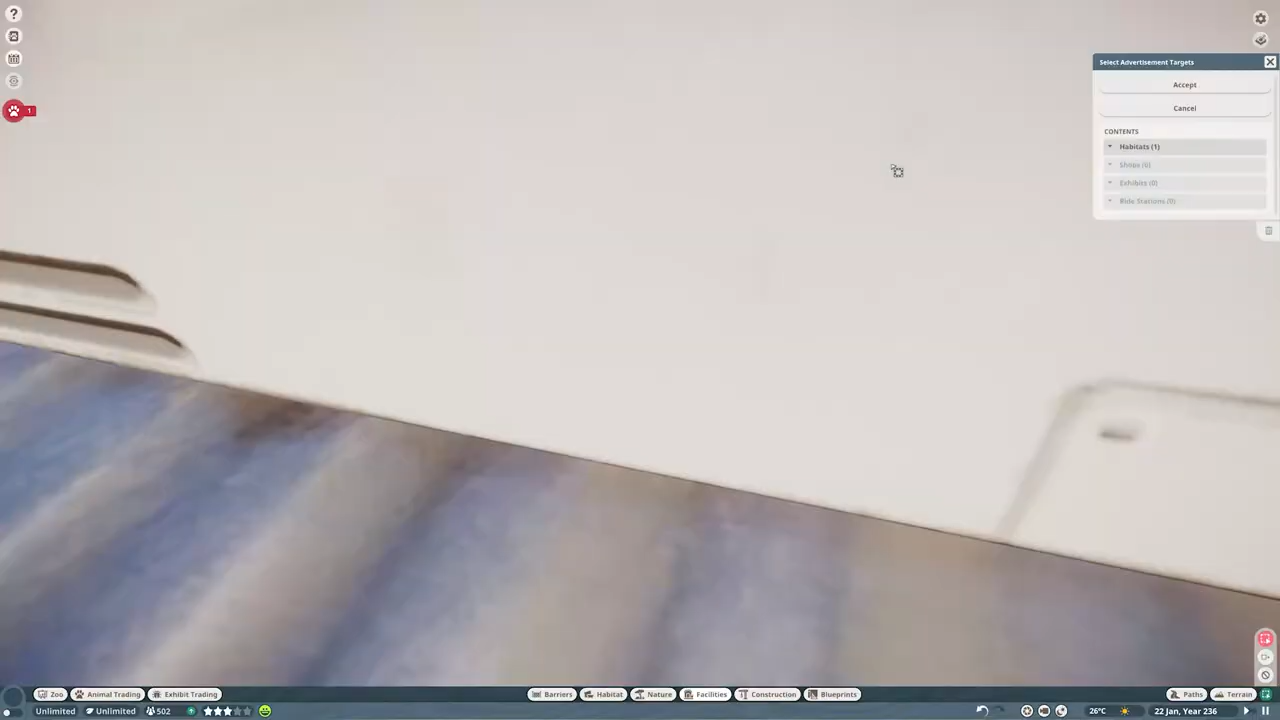 ?
1
Select Advertisement Targets
Accept
Cancel
CONTENTS
Habitats (1)
Shops (0)
Exhibits (0)
Ride Stations (0)
Zoo
Animal Trading
Exhibit Trading
Barriers
Habitat
Nature
Facilities
Construction
Blueprints
Paths
Terrain
Unlimited
Unlimited
502
26°C
22 Jan, Year 236